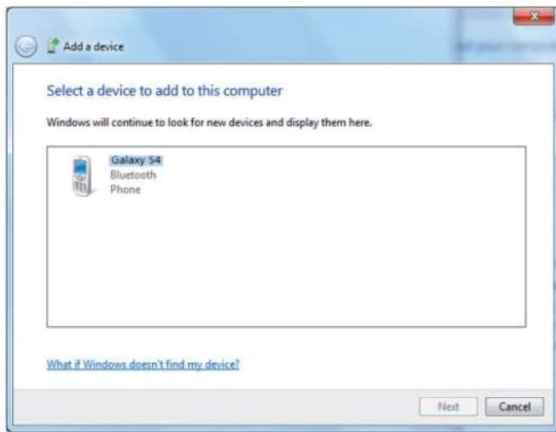 Add a device
Select a device to add to this computer
Windows will continue to look for new devices and display them here.
Galaxy S4
Bluetooth
Phone
What if Windows doesn't find my device?
Next
Cancel